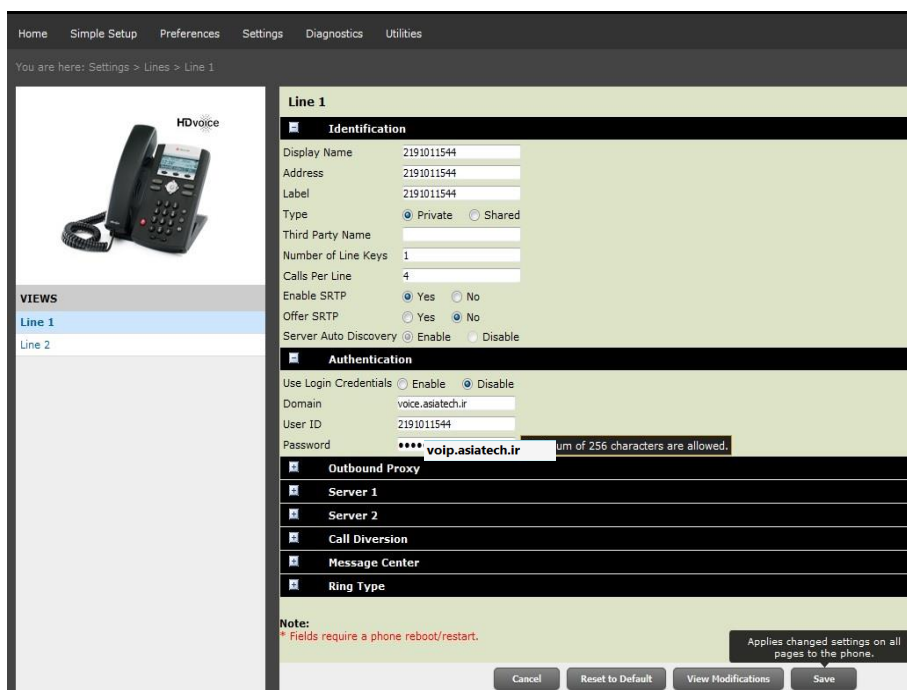 Home Simple Setup Preferences Settings Diagnostics Utilities
You are here: Settings > Lines > Line 1
HDvoice
VIEWS
Line 1
Line 2
Line 1
Identification
Display Name 2191011544
Address 2191011544
Label 2191011544
Type Private Shared
Third Party Name
Number of Line Keys 1
Calls Per Line 4
Enable SRTP Yes No
Offer SRTP Yes No
Server Auto Discovery Enable Disable
Authentication
Use Login Credentials Enable Disable
Domain voice.asiatech.ir
User ID 2191011544
Password •••• voip.asiatech.ir um of 256 characters are allowed.
Outbound Proxy
Server 1
Server 2
Call Diversion
Message Center
Ring Type
Note:
* Fields require a phone reboot/restart.
Applies changed settings on all
pages to the phone.
Cancel Reset to Default View Modifications Save